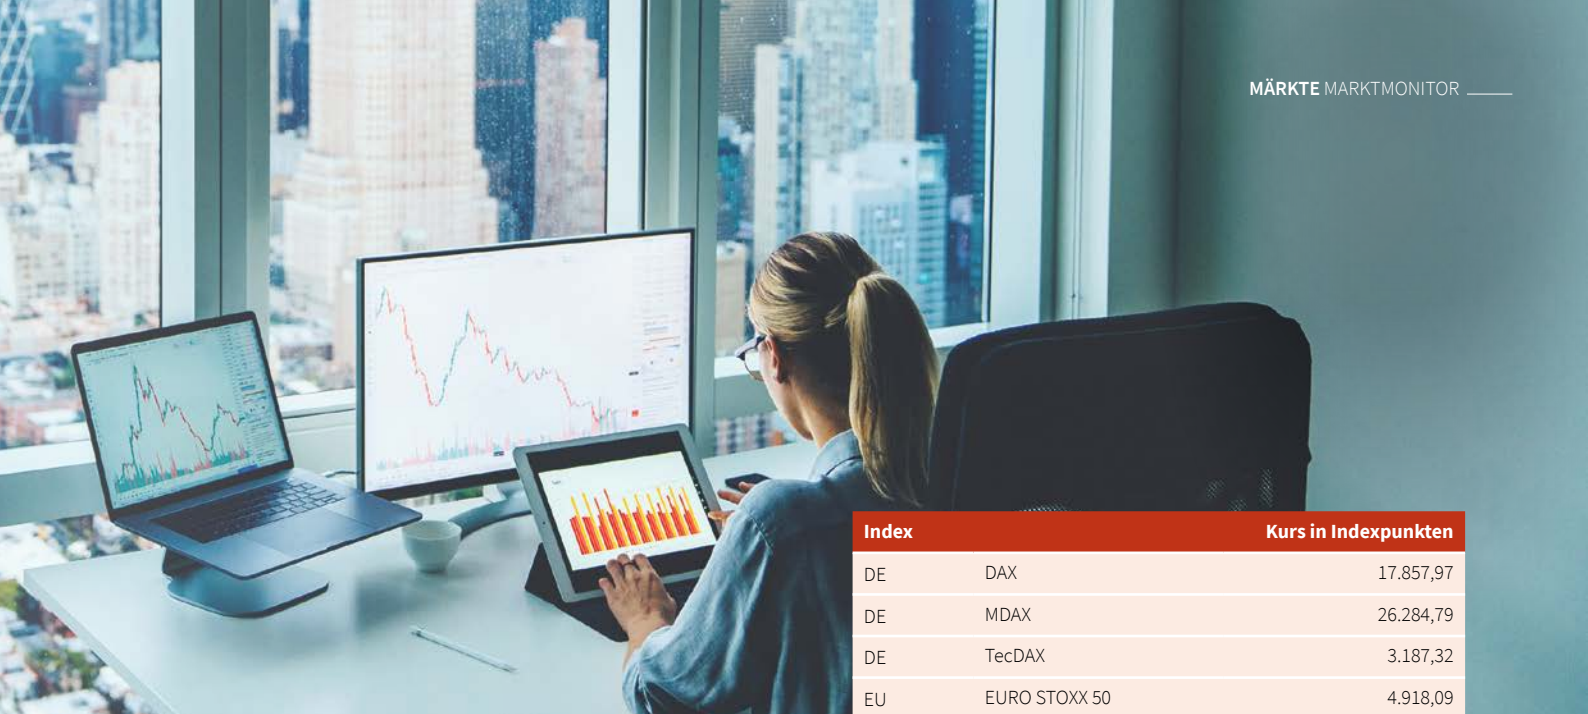 MÄRKTE MARKTMONITOR
Index Kurs in Indexpunkten
DE DAX 17.857,97
DE MDAX 26.284,79
DE TecDAX 3.187,32
EU EURO STOXX 50 4.918,09